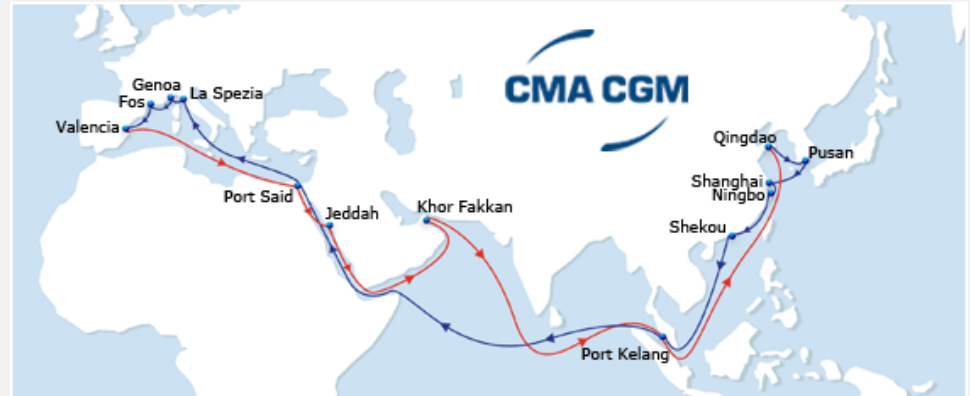 CMA CGM
Genoa
La Spezia
Fos
Valencia
Qingdao
Pusan
Shanghai
Port Said
Ningbo
Khor Fakkan
Jeddah
Shekou
Port Kelang